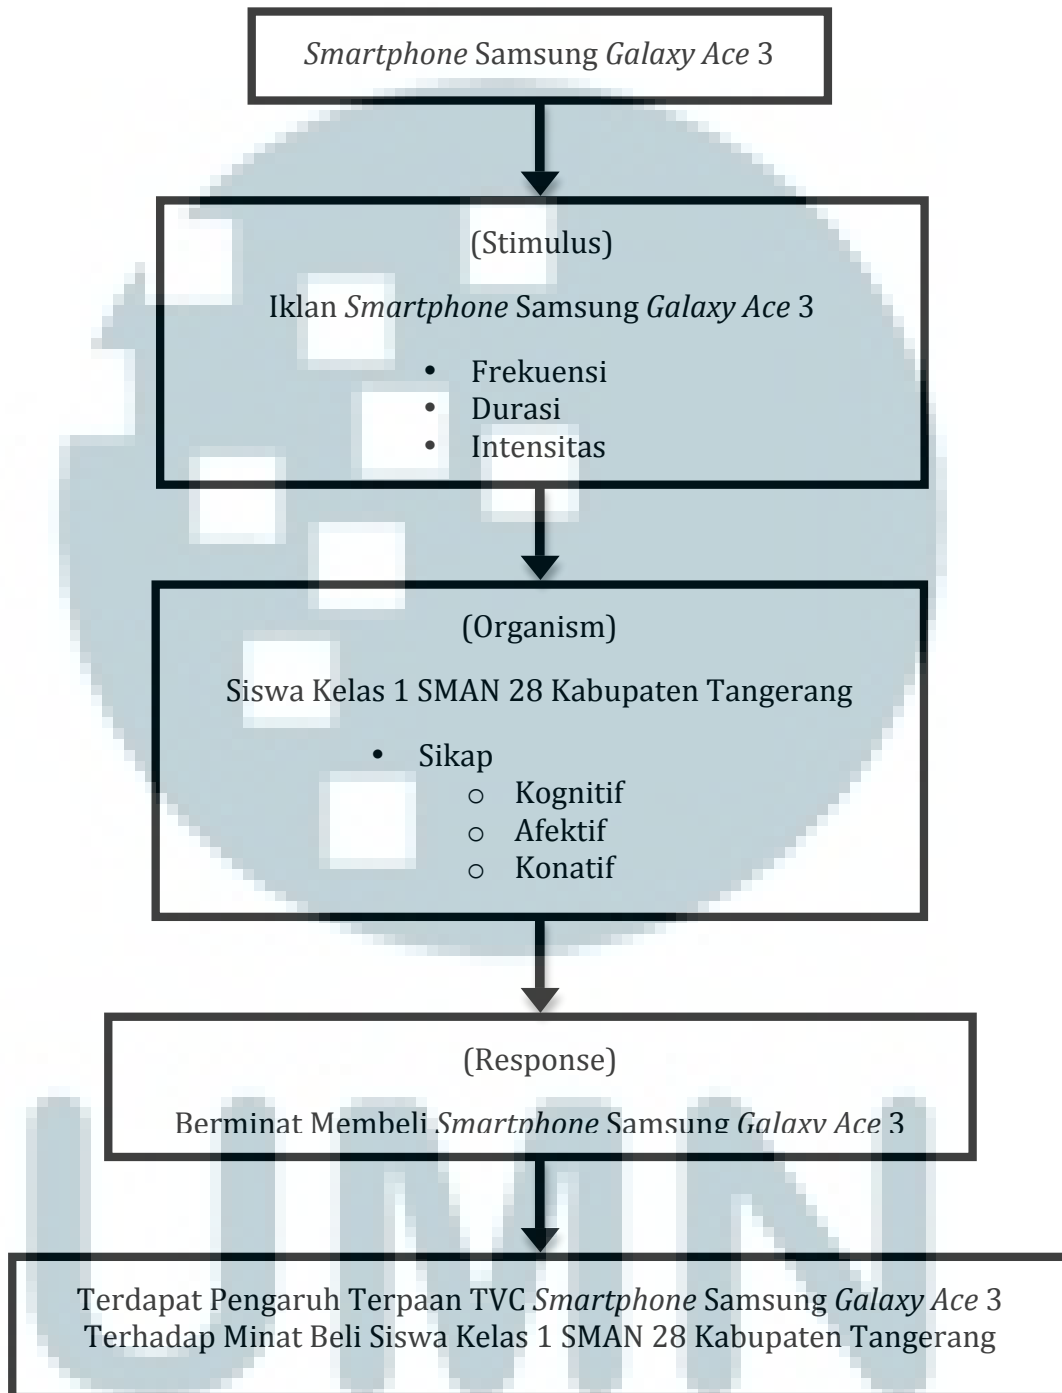 Smartphone Samsung Galaxy Ace 3
(Stimulus)
Iklan Smartphone Samsung Galaxy Ace 3
• Frekuensi
• Durasi
• Intensitas
(Organism)
Siswa Kelas 1 SMAN 28 Kabupaten Tangerang
• Sikap
o Kognitif
o Afektif
o Konatif
(Response)
Berminat Membeli Smartphone Samsung Galaxy Ace 3
Terdapat Pengaruh Terpaan TVC Smartphone Samsung Galaxy Ace 3
Terhadap Minat Beli Siswa Kelas 1 SMAN 28 Kabupaten Tangerang
UMN